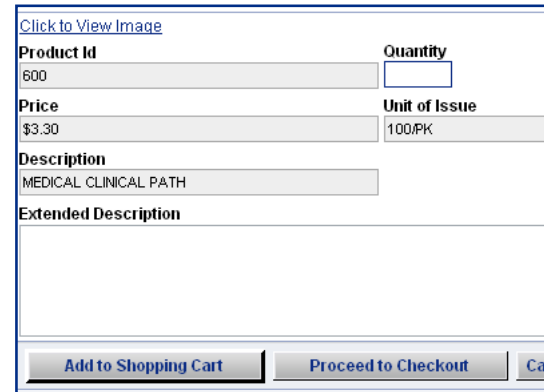 Click to View Image
Product Id Quantity
600
Price Unit of Issue
$3.30 100/PK
Description
MEDICAL CLINICAL PATH
Extended Description
Add to Shopping Cart Proceed to Checkout Ca